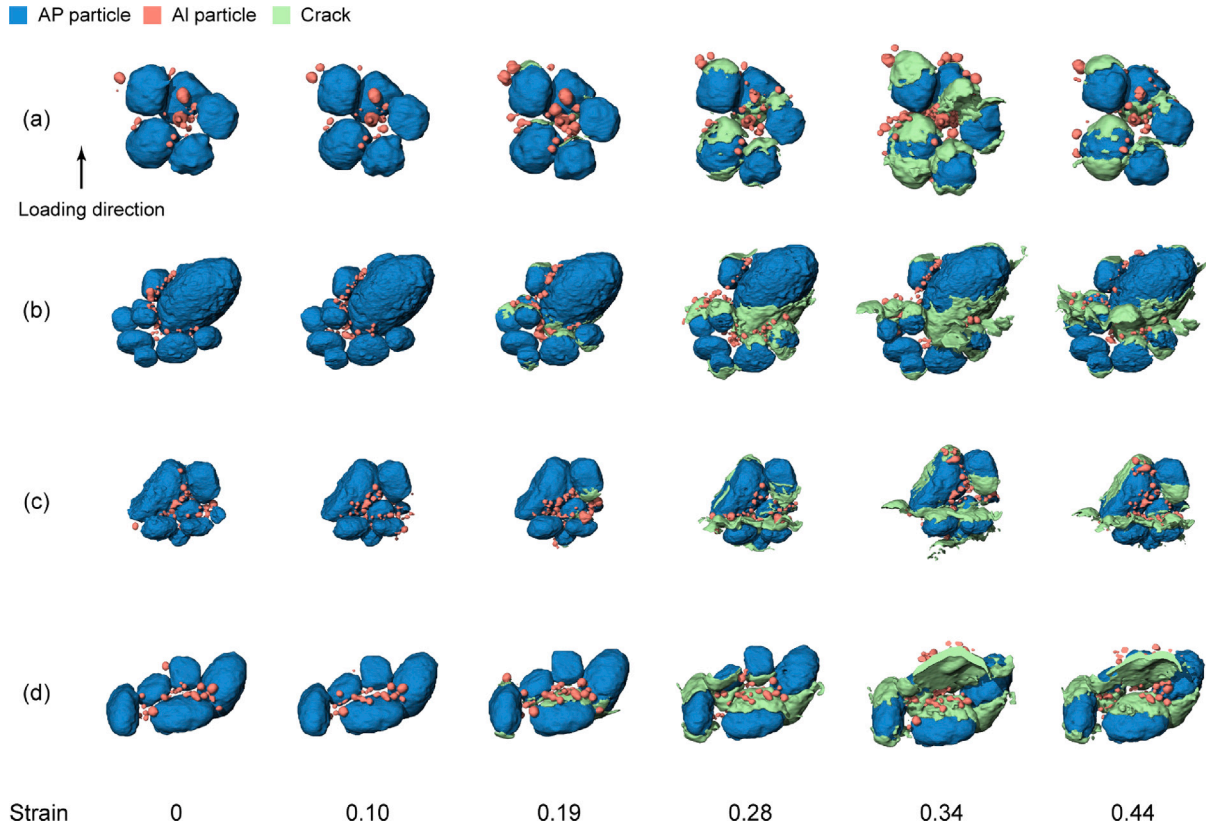 AP particle Al particle Crack
(a)
Loading direction
(b)
(c)
(d)
Strain 0 0.10 0.19 0.28 0.34 0.44